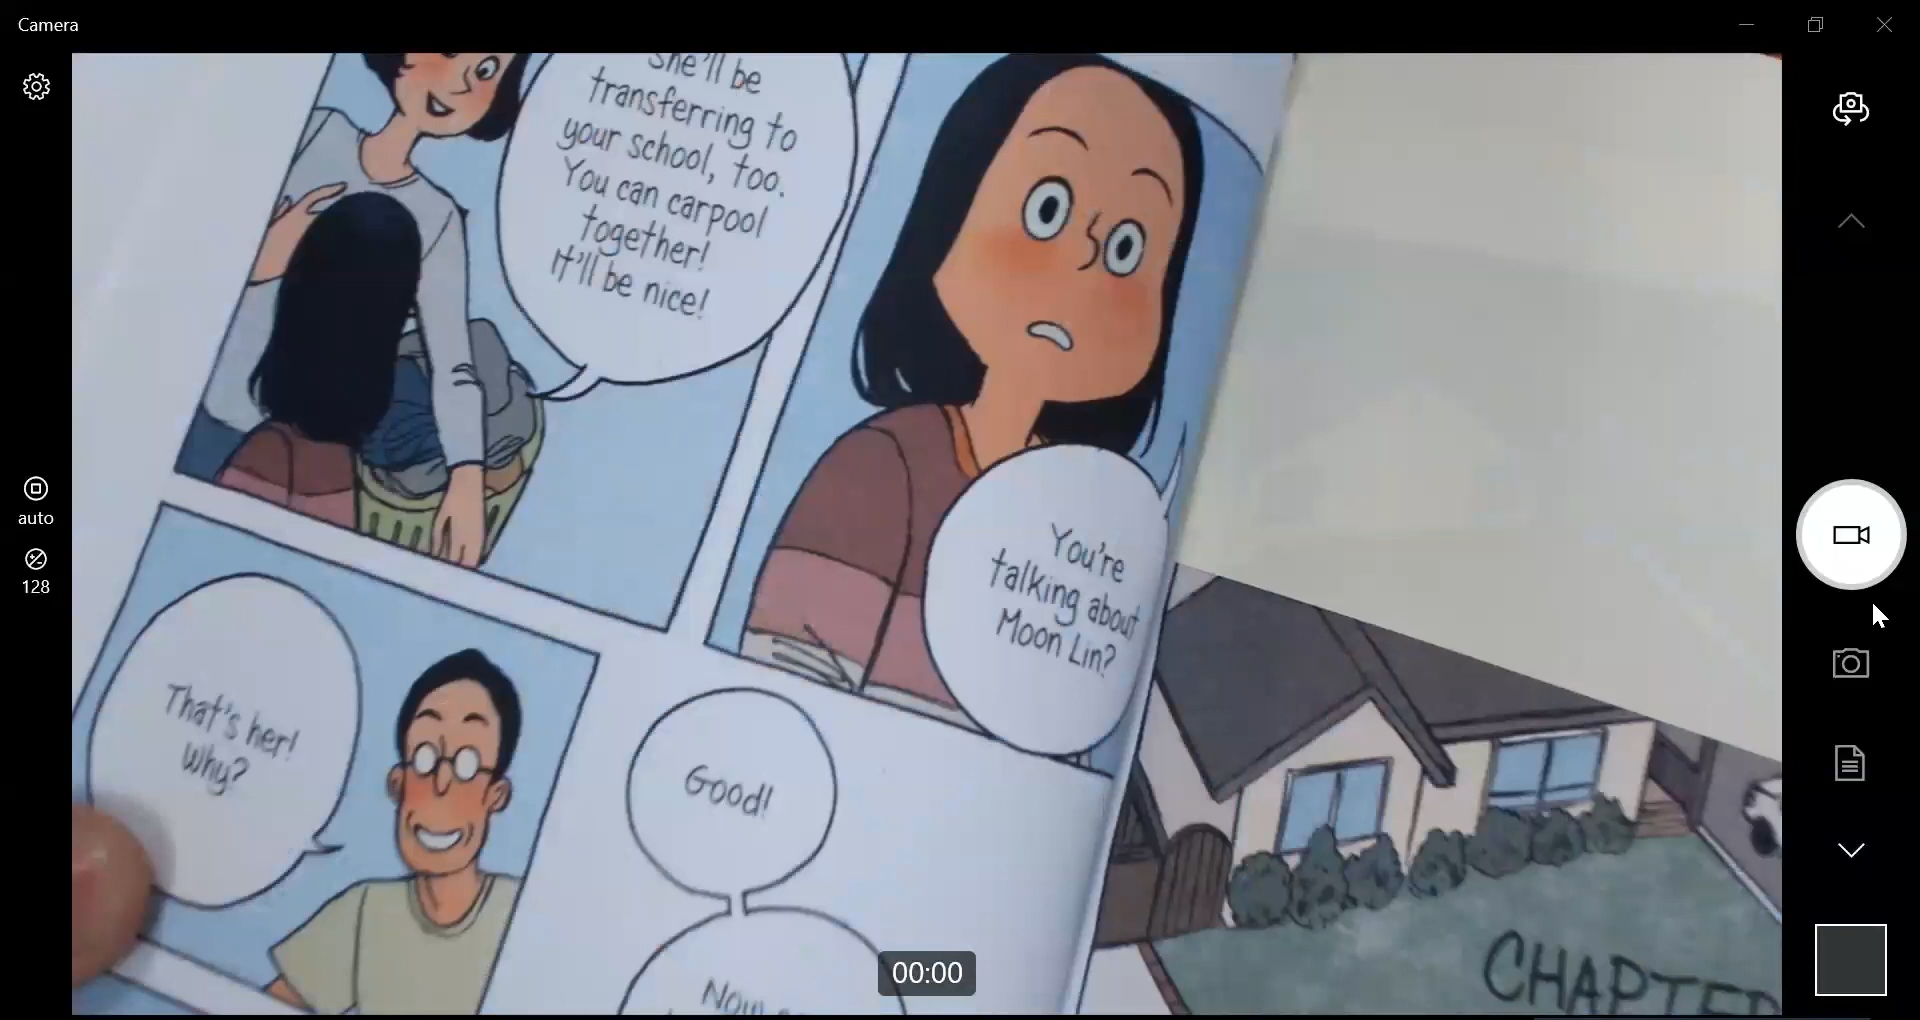 Camera
She'll be
transferring to
your school, too.
You can carpool
together!
It'll be nice!
You're
talking about
Moon Lin?
That's her!
Why?
Good!
auto
128
00:00
CHAPTER